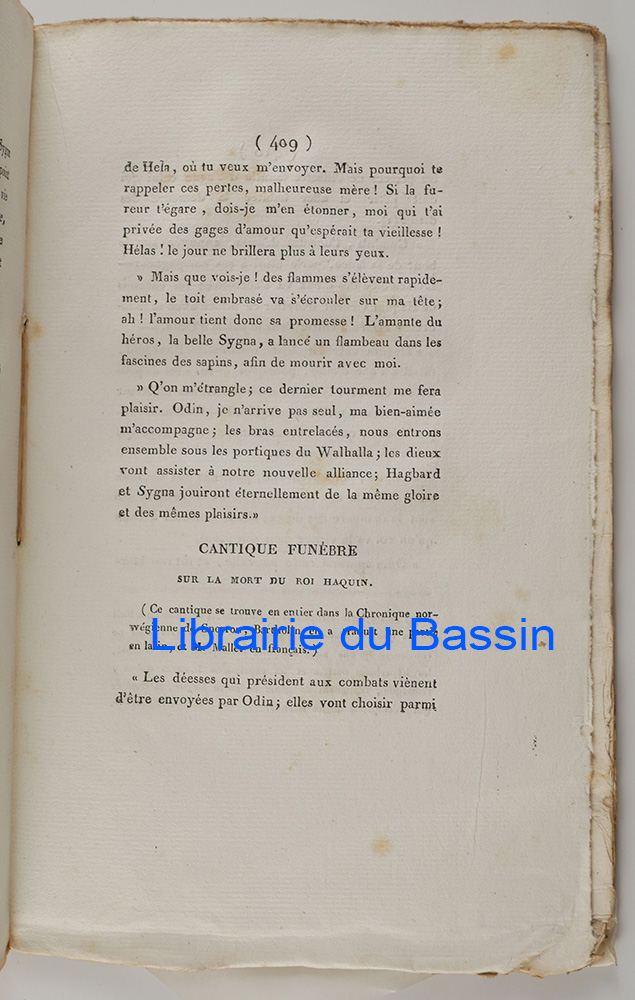 ( 409 )
de Hela, où tu veux m'envoyer. Mais pourquoi te
rappeler ces pertes, malheureuse mère ! Si la fu-
reur t'égare , dois-je m'en étonner, moi qui t'ai
privée des gages d'amour qu'espérait ta vieillesse !
Hélas ! le jour ne brillera plus à leurs yeux.
» Mais que vois-je ! des flammes s'élèvent rapide-
ment, le toit embrasé va s'écrouler sur ma tête;
ah ! l'amour tient donc sa promesse ! L'amante du
héros, la belle Sygna, a lancé un flambeau dans les
fascines des sapins, afin de mourir avec moi.
» Q'on m'étrangle; ce dernier tourment me fera
plaisir. Odin, je n'arrive pas seul, ma bien-aimée
m'accompagne; les bras entrelacés, nous entrons
ensemble sous les portiques du Walhalla; les dieux
vont assister à notre nouvelle alliance; Hagbard
et Sygna jouiront éternellement de la même gloire
et des mêmes plaisirs.»
CANTIQUE FUNÈBRE
SUR LA MORT DU ROI HAQUIN.
( Ce cantique se trouve en entier dans la Chronique nor-
wégienne de
en latin, et M. Mallet en français. )
Librairie du Bassin
« Les déesses qui président aux combats viènent
d'être envoyées par Odin; elles vont choisir parmi